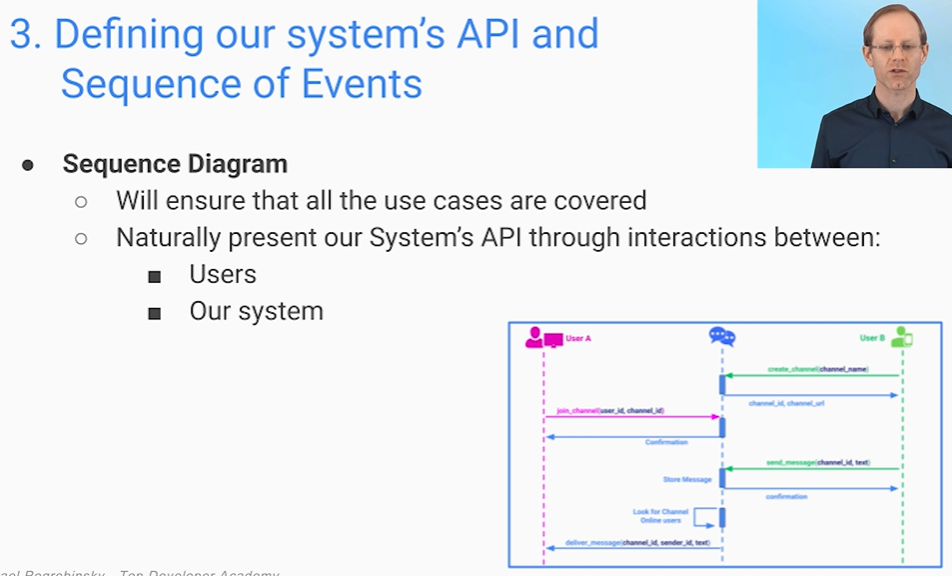 3. Defining our system's API and
Sequence of Events
● Sequence Diagram
○ Will ensure that all the use cases are covered
○ Naturally present our System's API through interactions between:
■ Users
■ Our system
User A
User B
create_channel(channel_name)
channel_id, channel_url
join_channel(user_id, channel_id)
Confirmation
send_message(channel_id, text)
Store Message
confirmation
Look for Channel
Online users
deliver_message(channel_id, sender_id, text)
Top Developer Academy